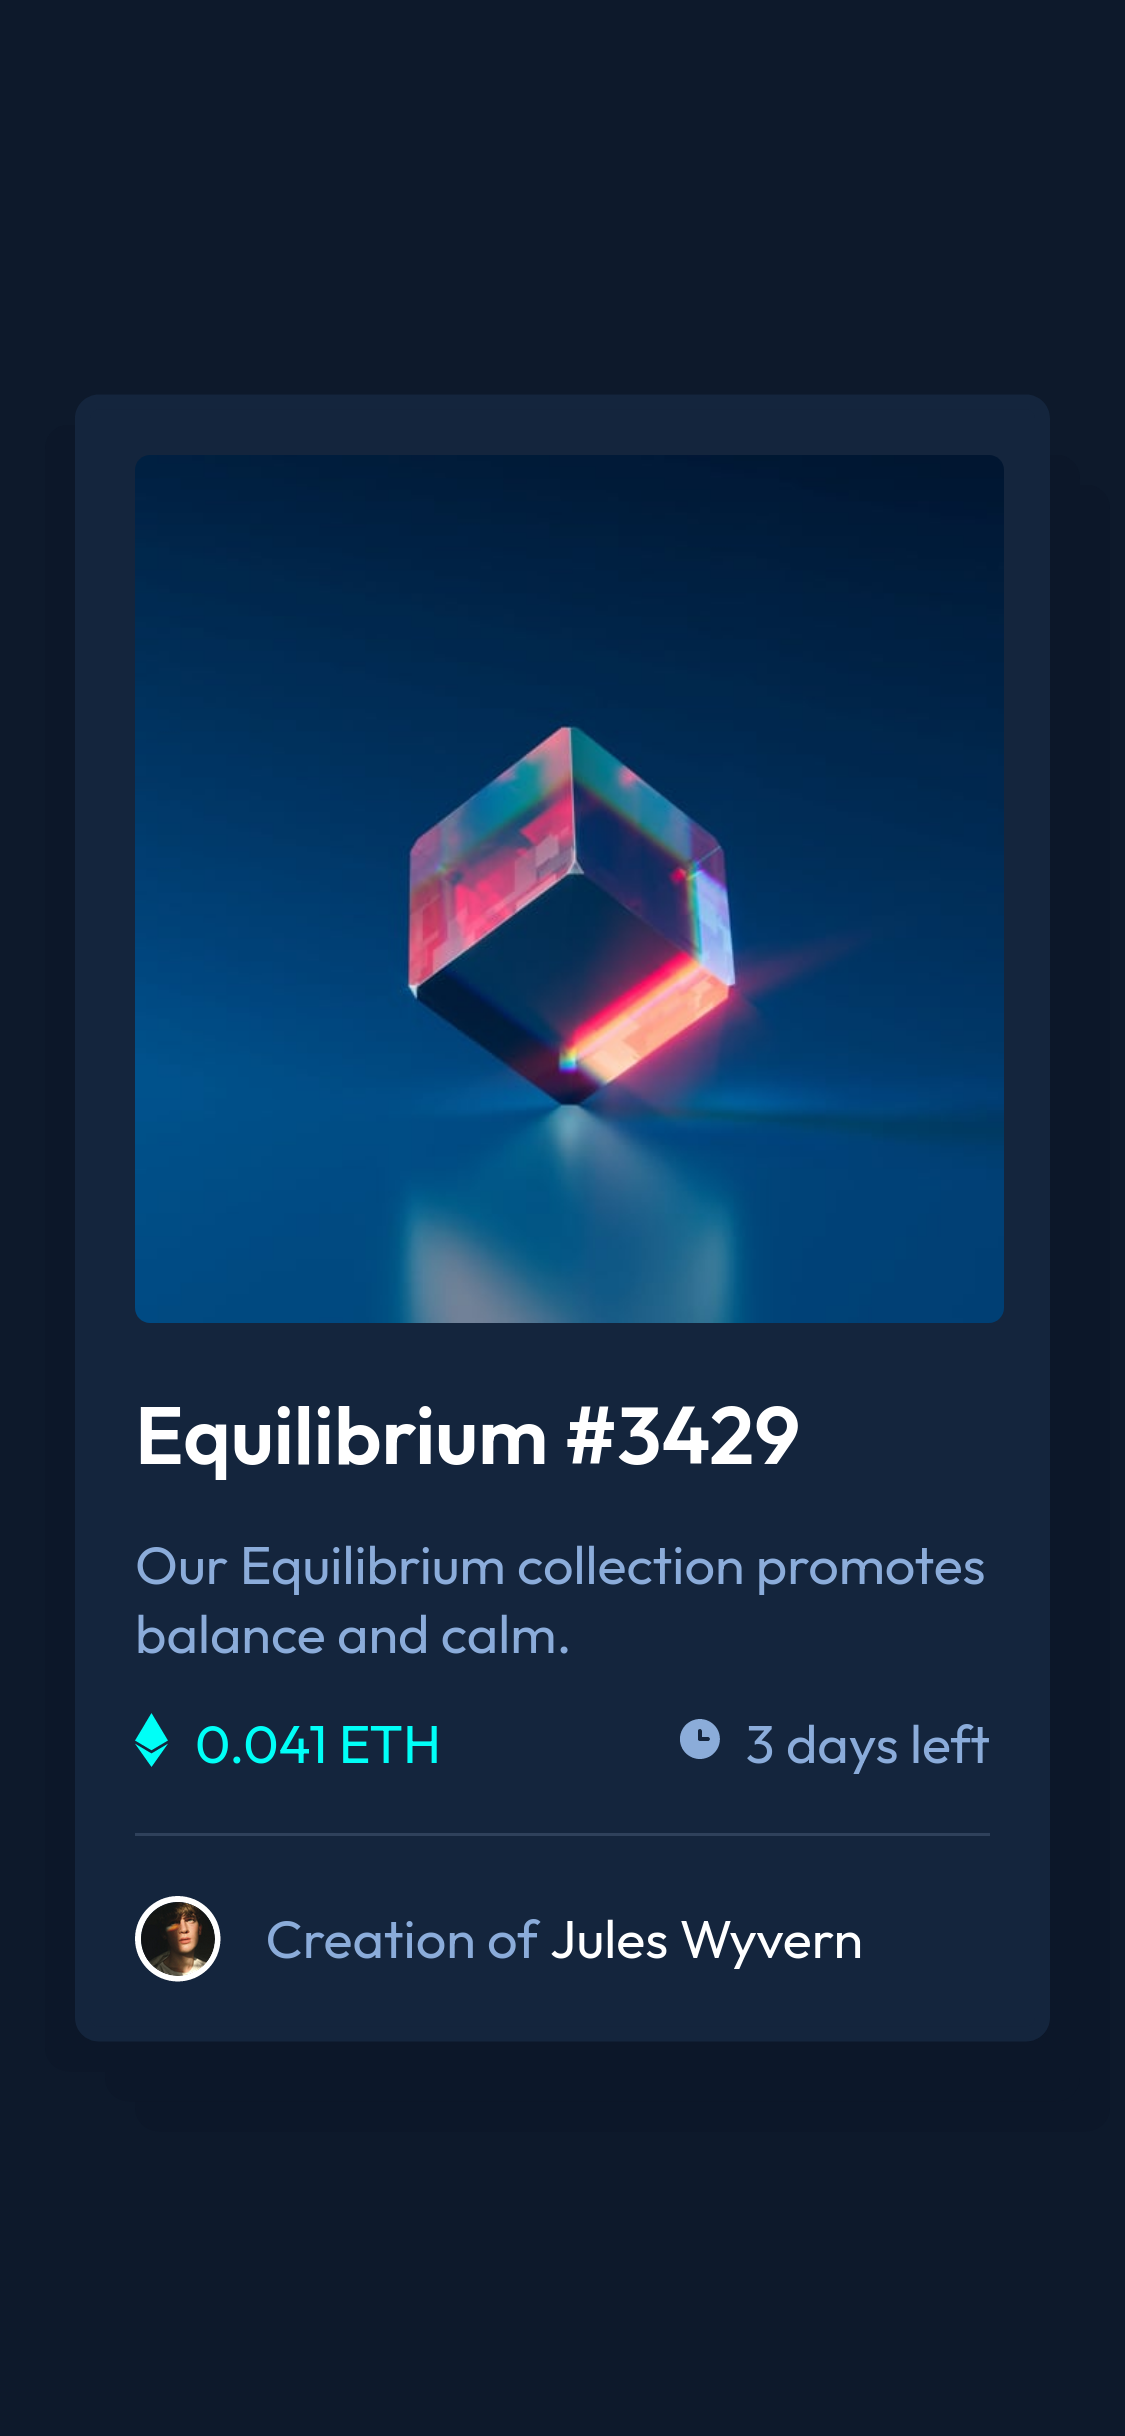 Equilibrium #3429
Our Equilibrium collection promotes
balance and calm.
0.041 ETH
3 days left
Creation of Jules Wyvern